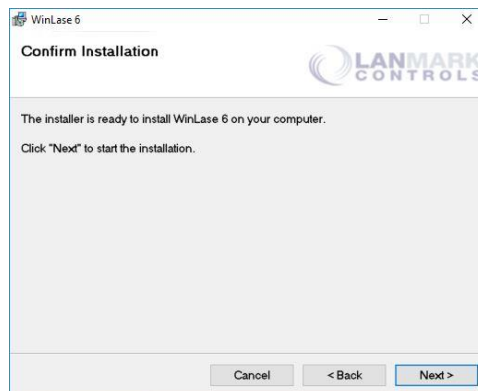 WinLase 6
Confirm Installation
LANMARK
CONTROLS
The installer is ready to install WinLase 6 on your computer.
Click "Next" to start the installation.
Cancel
< Back
Next >